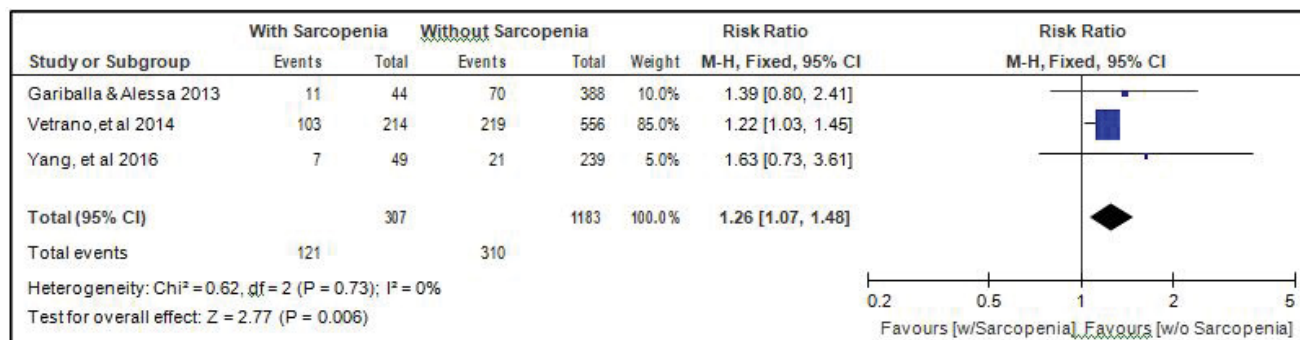 With Sarcopenia Without Sarcopenia Risk Ratio Risk Ratio
Study or Subgroup Events Total Events Total Weight M-H, Fixed, 95% CI M-H, Fixed, 95% CI
Gariballa & Alessa 2013 11 44 70 388 10.0% 1.39 [0.80, 2.41]
Vetrano,et al 2014 103 214 219 556 85.0% 1.22 [1.03, 1.45]
Yang, et al 2016 7 49 21 239 5.0% 1.63 [0.73, 3.61]
Total (95% CI) 307 1183 100.0% 1.26 [1.07, 1.48]
Total events 121 310
Heterogeneity: Chi² = 0.62, df = 2 (P = 0.73); I² = 0%
Test for overall effect: Z = 2.77 (P = 0.006)
0.2 0.5 1 2 5
Favours [w/Sarcopenia] Favours [w/o Sarcopenia]